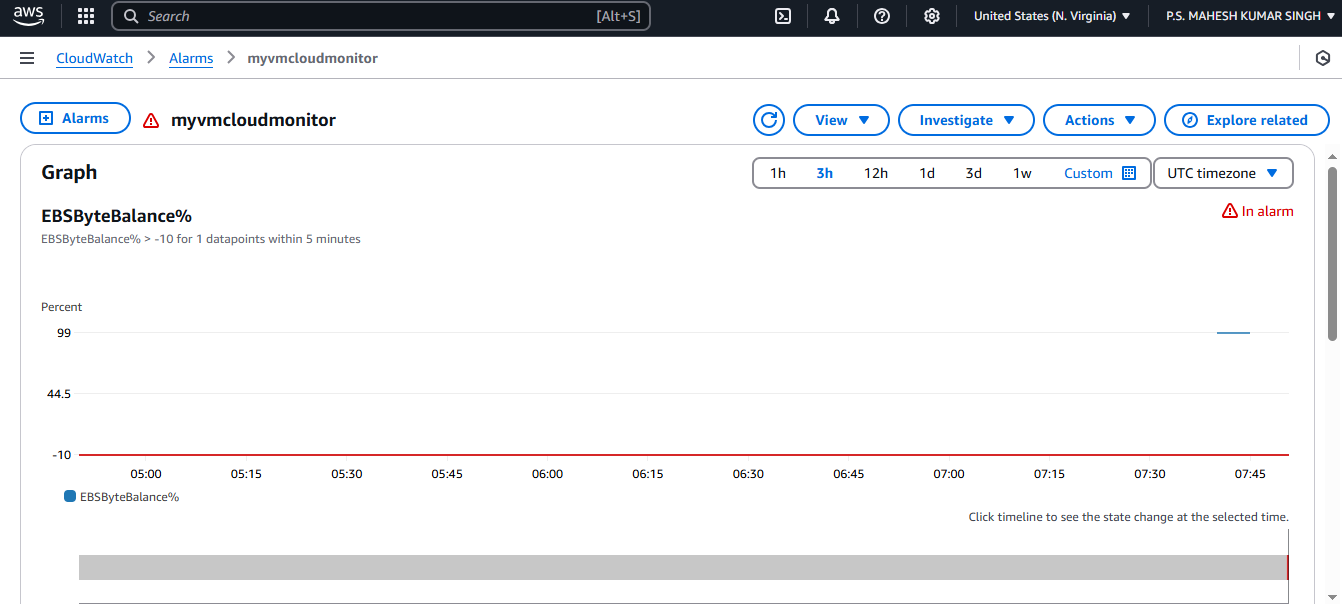 aws Search [Alt+S] United States (N. Virginia) P.S. MAHESH KUMAR SINGH
CloudWatch Alarms myvmcloudmonitor
Alarms myvmcloudmonitor View Investigate Actions Explore related
Graph 1h 3h 12h 1d 3d 1w Custom UTC timezone
EBSByteBalance% In alarm
EBSByteBalance% > -10 for 1 datapoints within 5 minutes
Percent
99
44.5
-10
05:00 05:15 05:30 05:45 06:00 06:15 06:30 06:45 07:00 07:15 07:30 07:45
EBSByteBalance%
Click timeline to see the state change at the selected time.